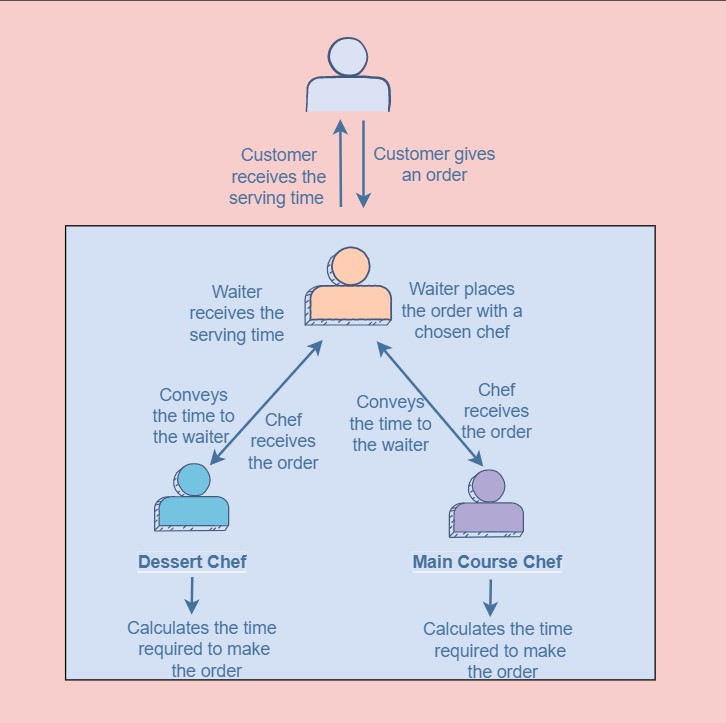 Customer
receives the
serving time
Customer gives
an order
Waiter
receives the
serving time
Waiter places
the order with a
chosen chef
Conveys
the time to
the waiter
Chef
receives
the order
Conveys
the time to
the waiter
Chef
receives
the order
Dessert Chef
Main Course Chef
Calculates the time
required to make
the order
Calculates the time
required to make
the order